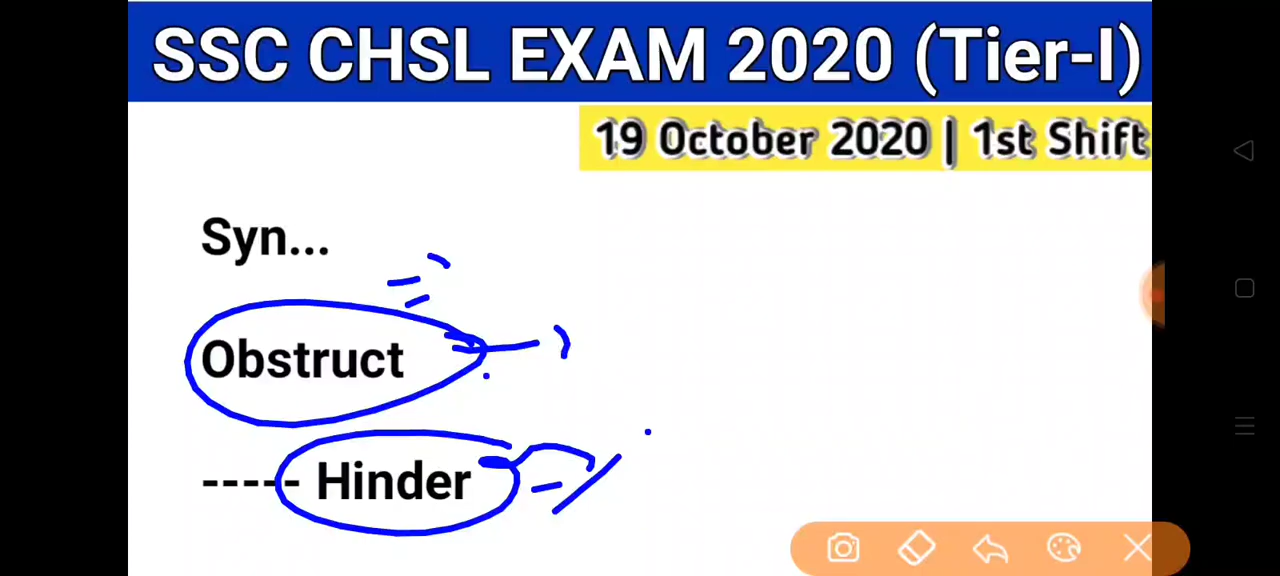 SSC CHSL EXAM 2020 (Tier-I)
19 October 2020 | 1st Shift
Syn...
Obstruct
----- Hinder